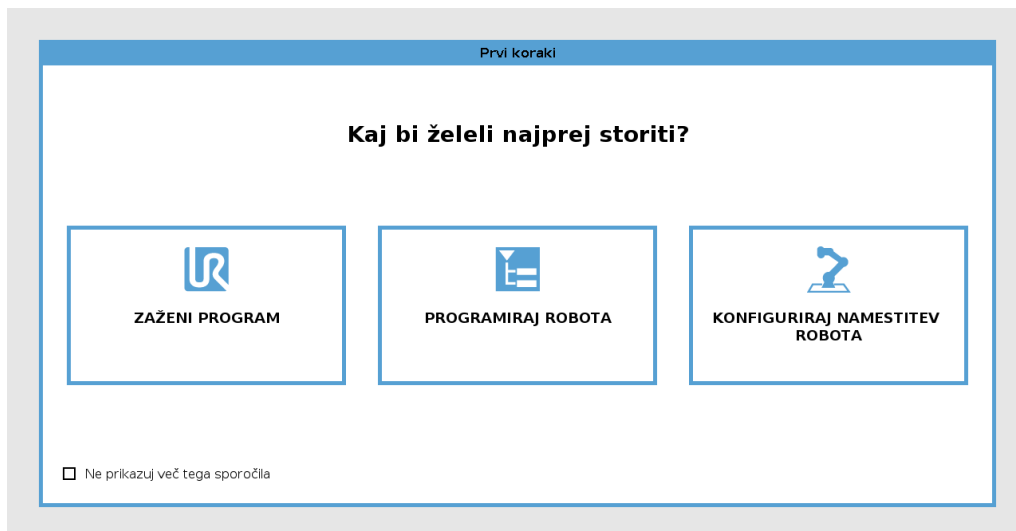 Prvi koraki
Kaj bi želeli najprej storiti?
UR
ZAŽENI PROGRAM
PROGRAMIRAJ ROBOTA
KONFIGURIRAJ NAMESTITEV
ROBOTA
Ne prikazuj več tega sporočila